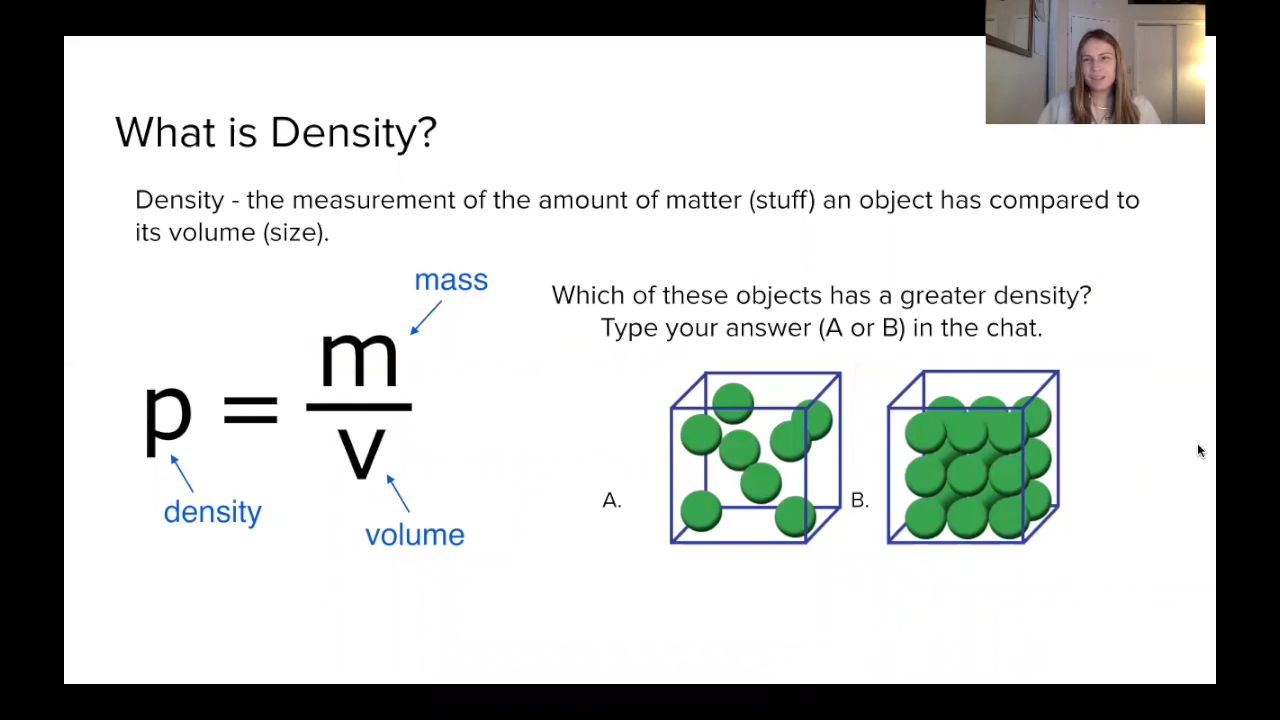 What is Density?
Density - the measurement of the amount of matter (stuff) an object has compared to
its volume (size).
mass
p = m
v
density
volume
Which of these objects has a greater density?
Type your answer (A or B) in the chat.
A.
B.